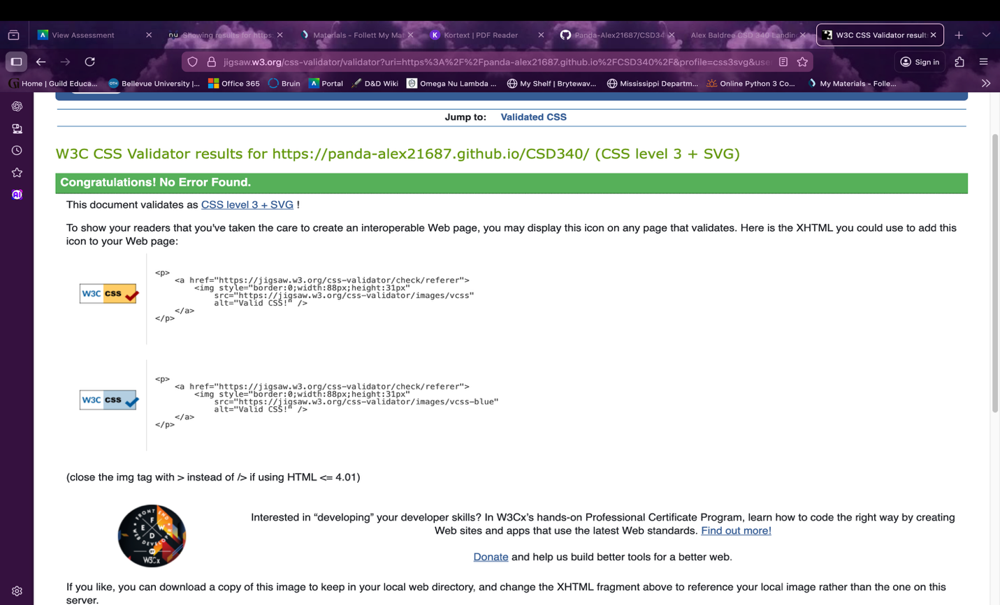 View Assessment
nu Showing results for https:
Materials - Follett My Mat
K Kortext | PDF Reader
Panda-Alex21687/CSD34
Alex Baldree CSD 340 Landin
W3C CSS Validator result
jigsaw.w3.org/css-validator/validator?uri=https%3A%2F%2Fpanda-alex21687.github.io%2FCSD340%2F&profile=css3svg&use
Sign in
Home | Guild Educa...
Bellevue University |...
Office 365
Bruin
Portal
D&D Wiki
Omega Nu Lambda ...
My Shelf | Brytewav...
Mississippi Departm...
Online Python 3 Co...
My Materials - Folle...
Jump to: Validated CSS
W3C CSS Validator results for https://panda-alex21687.github.io/CSD340/ (CSS level 3 + SVG)
Congratulations! No Error Found.
This document validates as CSS level 3 + SVG !
To show your readers that you've taken the care to create an interoperable Web page, you may display this icon on any page that validates. Here is the XHTML you could use to add this
icon to your Web page:
W3C CSS
<p>
<a href="https://jigsaw.w3.org/css-validator/check/referer">
<img style="border:0;width:88px;height:31px"
src="https://jigsaw.w3.org/css-validator/images/vcss"
alt="Valid CSS!" />
</a>
</p>
W3C CSS
<p>
<a href="https://jigsaw.w3.org/css-validator/check/referer">
<img style="border:0;width:88px;height:31px"
src="https://jigsaw.w3.org/css-validator/images/vcss-blue"
alt="Valid CSS!" />
</a>
</p>
(close the img tag with > instead of /> if using HTML <= 4.01)
FRONT END
F
E W
D
WEB DEVELOPER
W3Cx
Interested in “developing” your developer skills? In W3Cx’s hands-on Professional Certificate Program, learn how to code the right way by creating
Web sites and apps that use the latest Web standards. Find out more!
Donate and help us build better tools for a better web.
If you like, you can download a copy of this image to keep in your local web directory, and change the XHTML fragment above to reference your local image rather than the one on this
server.